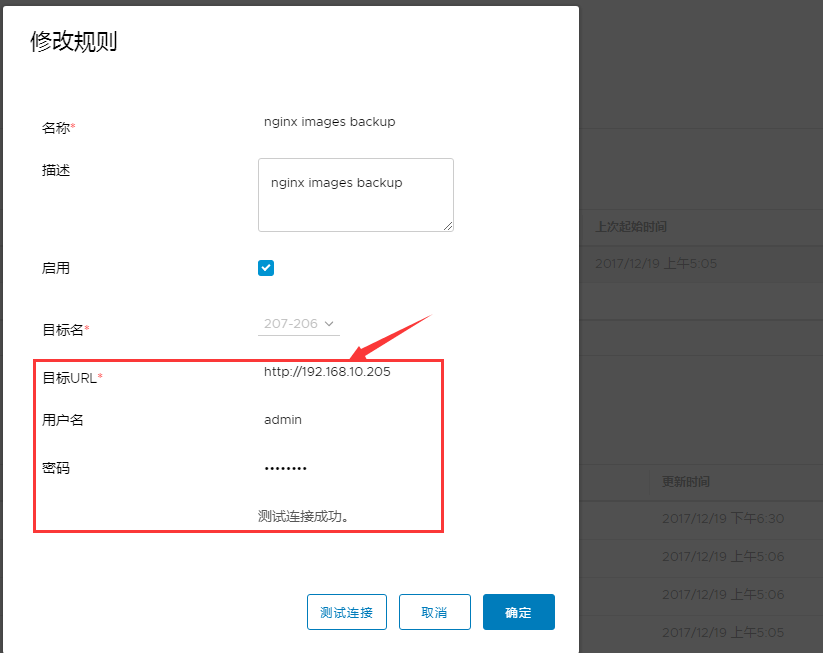 修改规则
名称* nginx images backup
描述 nginx images backup
启用
目标名* 207-206
目标URL* http://192.168.10.205
用户名 admin
密码 ••••••••
测试连接成功。
测试连接 取消 确定
上次起始时间
2017/12/19 上午5:05
更新时间
2017/12/19 下午6:30
2017/12/19 上午5:06
2017/12/19 上午5:06
2017/12/19 上午5:05